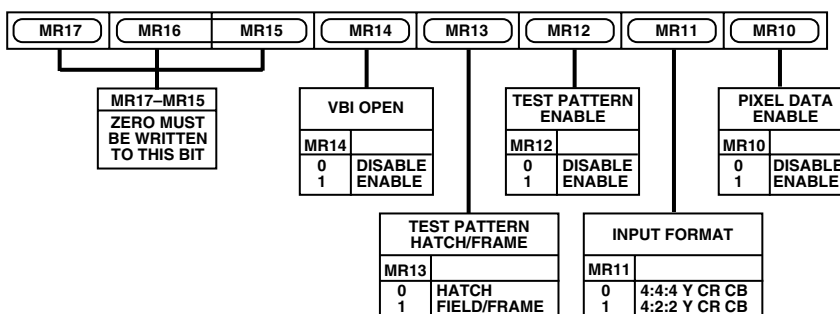 MR17 MR16 MR15 MR14 MR13 MR12 MR11 MR10
MR17–MR15
ZERO MUST
BE WRITTEN
TO THIS BIT
VBI OPEN
MR14
0 DISABLE
1 ENABLE
TEST PATTERN
ENABLE
MR12
0 DISABLE
1 ENABLE
PIXEL DATA
ENABLE
MR10
0 DISABLE
1 ENABLE
TEST PATTERN
HATCH/FRAME
MR13
0 HATCH
1 FIELD/FRAME
INPUT FORMAT
MR11
0 4:4:4 Y CR CB
1 4:2:2 Y CR CB